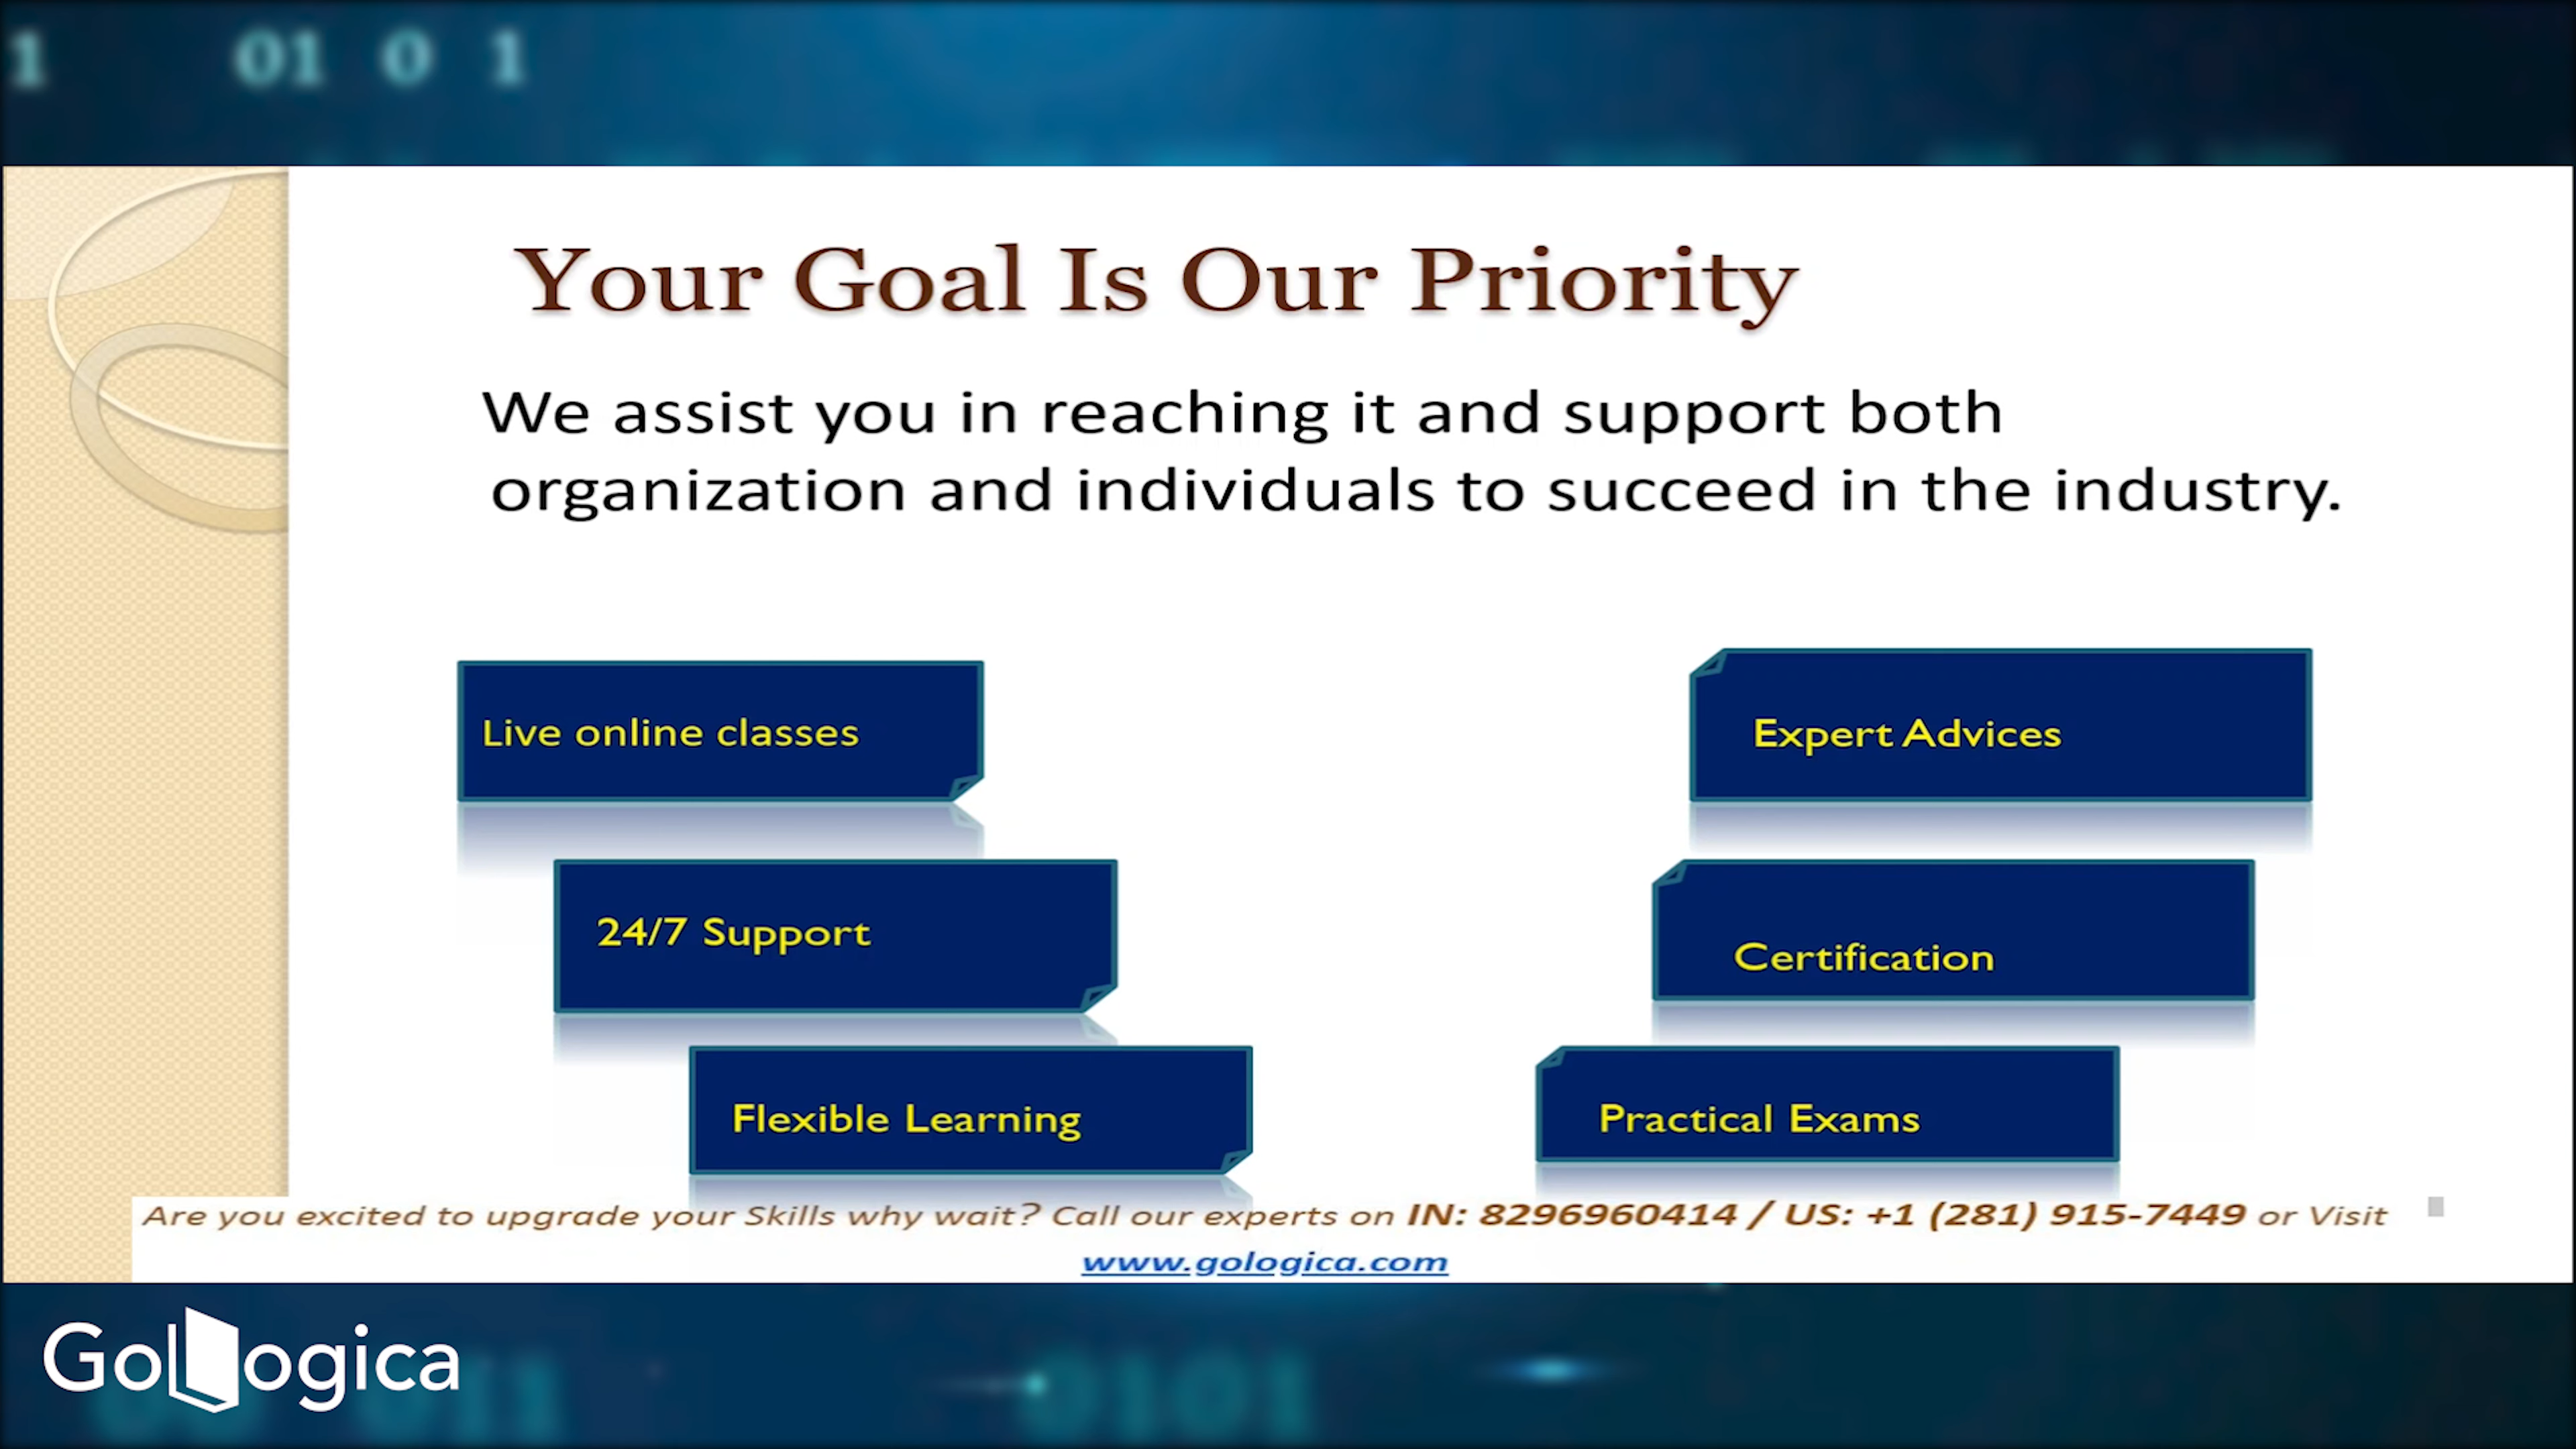 1 01 0 1
Your Goal Is Our Priority
We assist you in reaching it and support both
organization and individuals to succeed in the industry.
Live online classes
Expert Advices
24/7 Support
Certification
Flexible Learning
Practical Exams
Are you excited to upgrade your Skills why wait? Call our experts on IN: 8296960414 / US: +1 (281) 915-7449 or Visit
www.gologica.com
GoLogica
0101